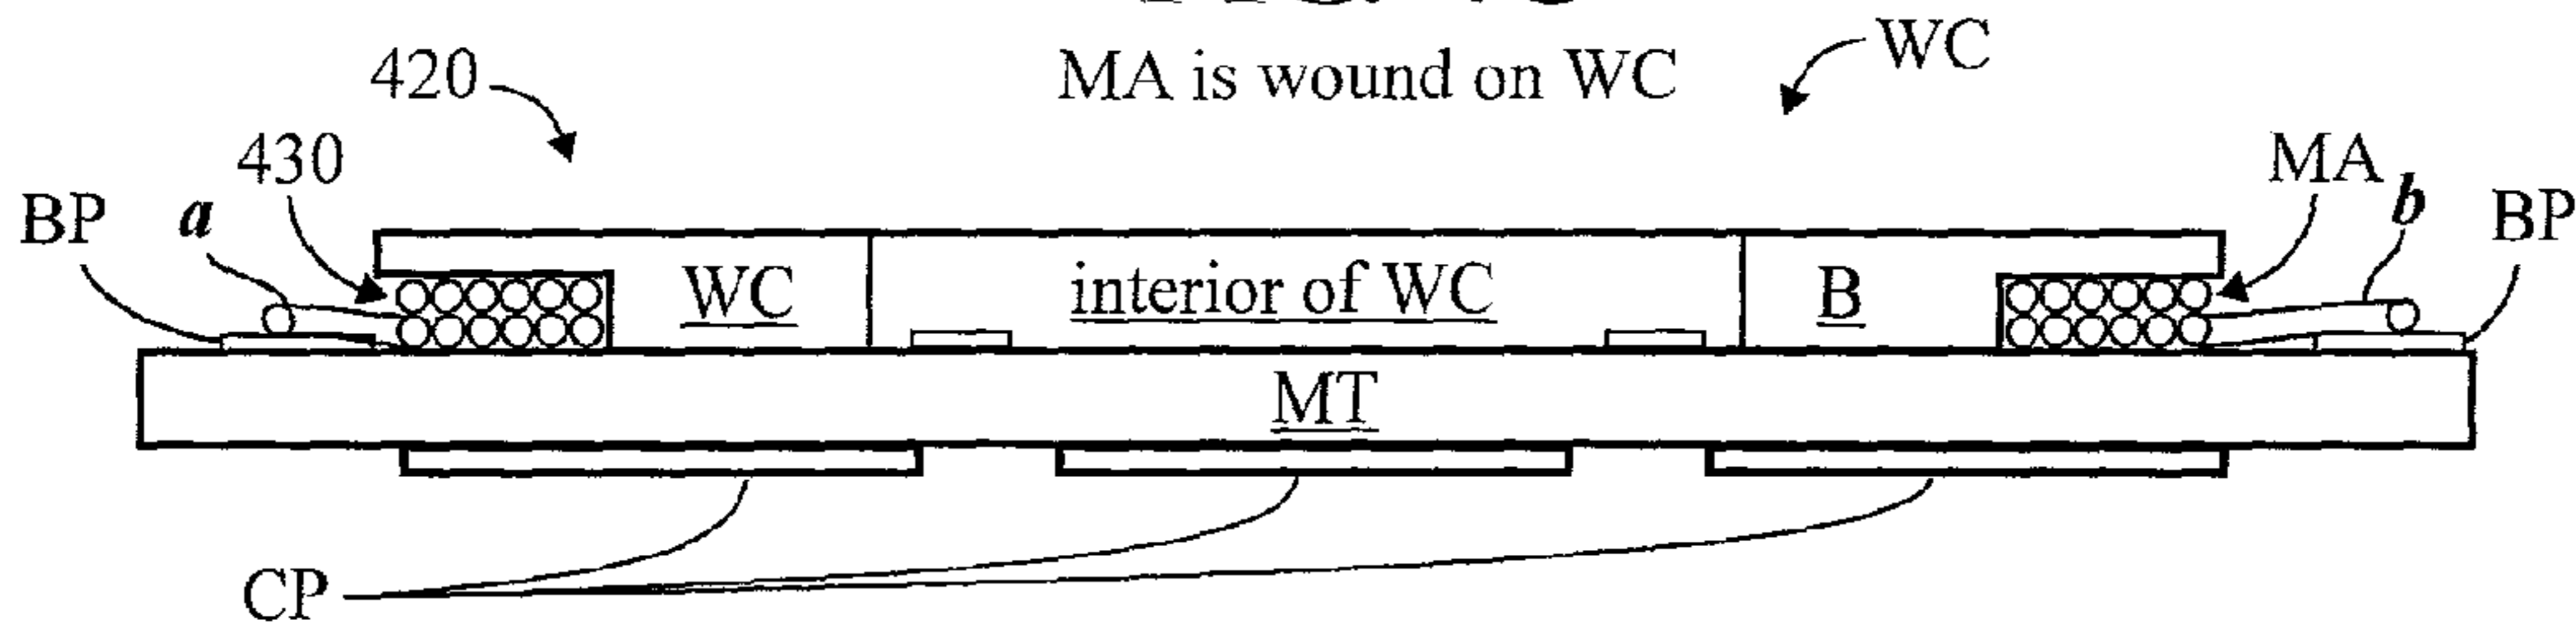 MA is wound on WC
WC
420
430
MA
BP
a
b
BP
WC
interior of WC
B
MT
CP